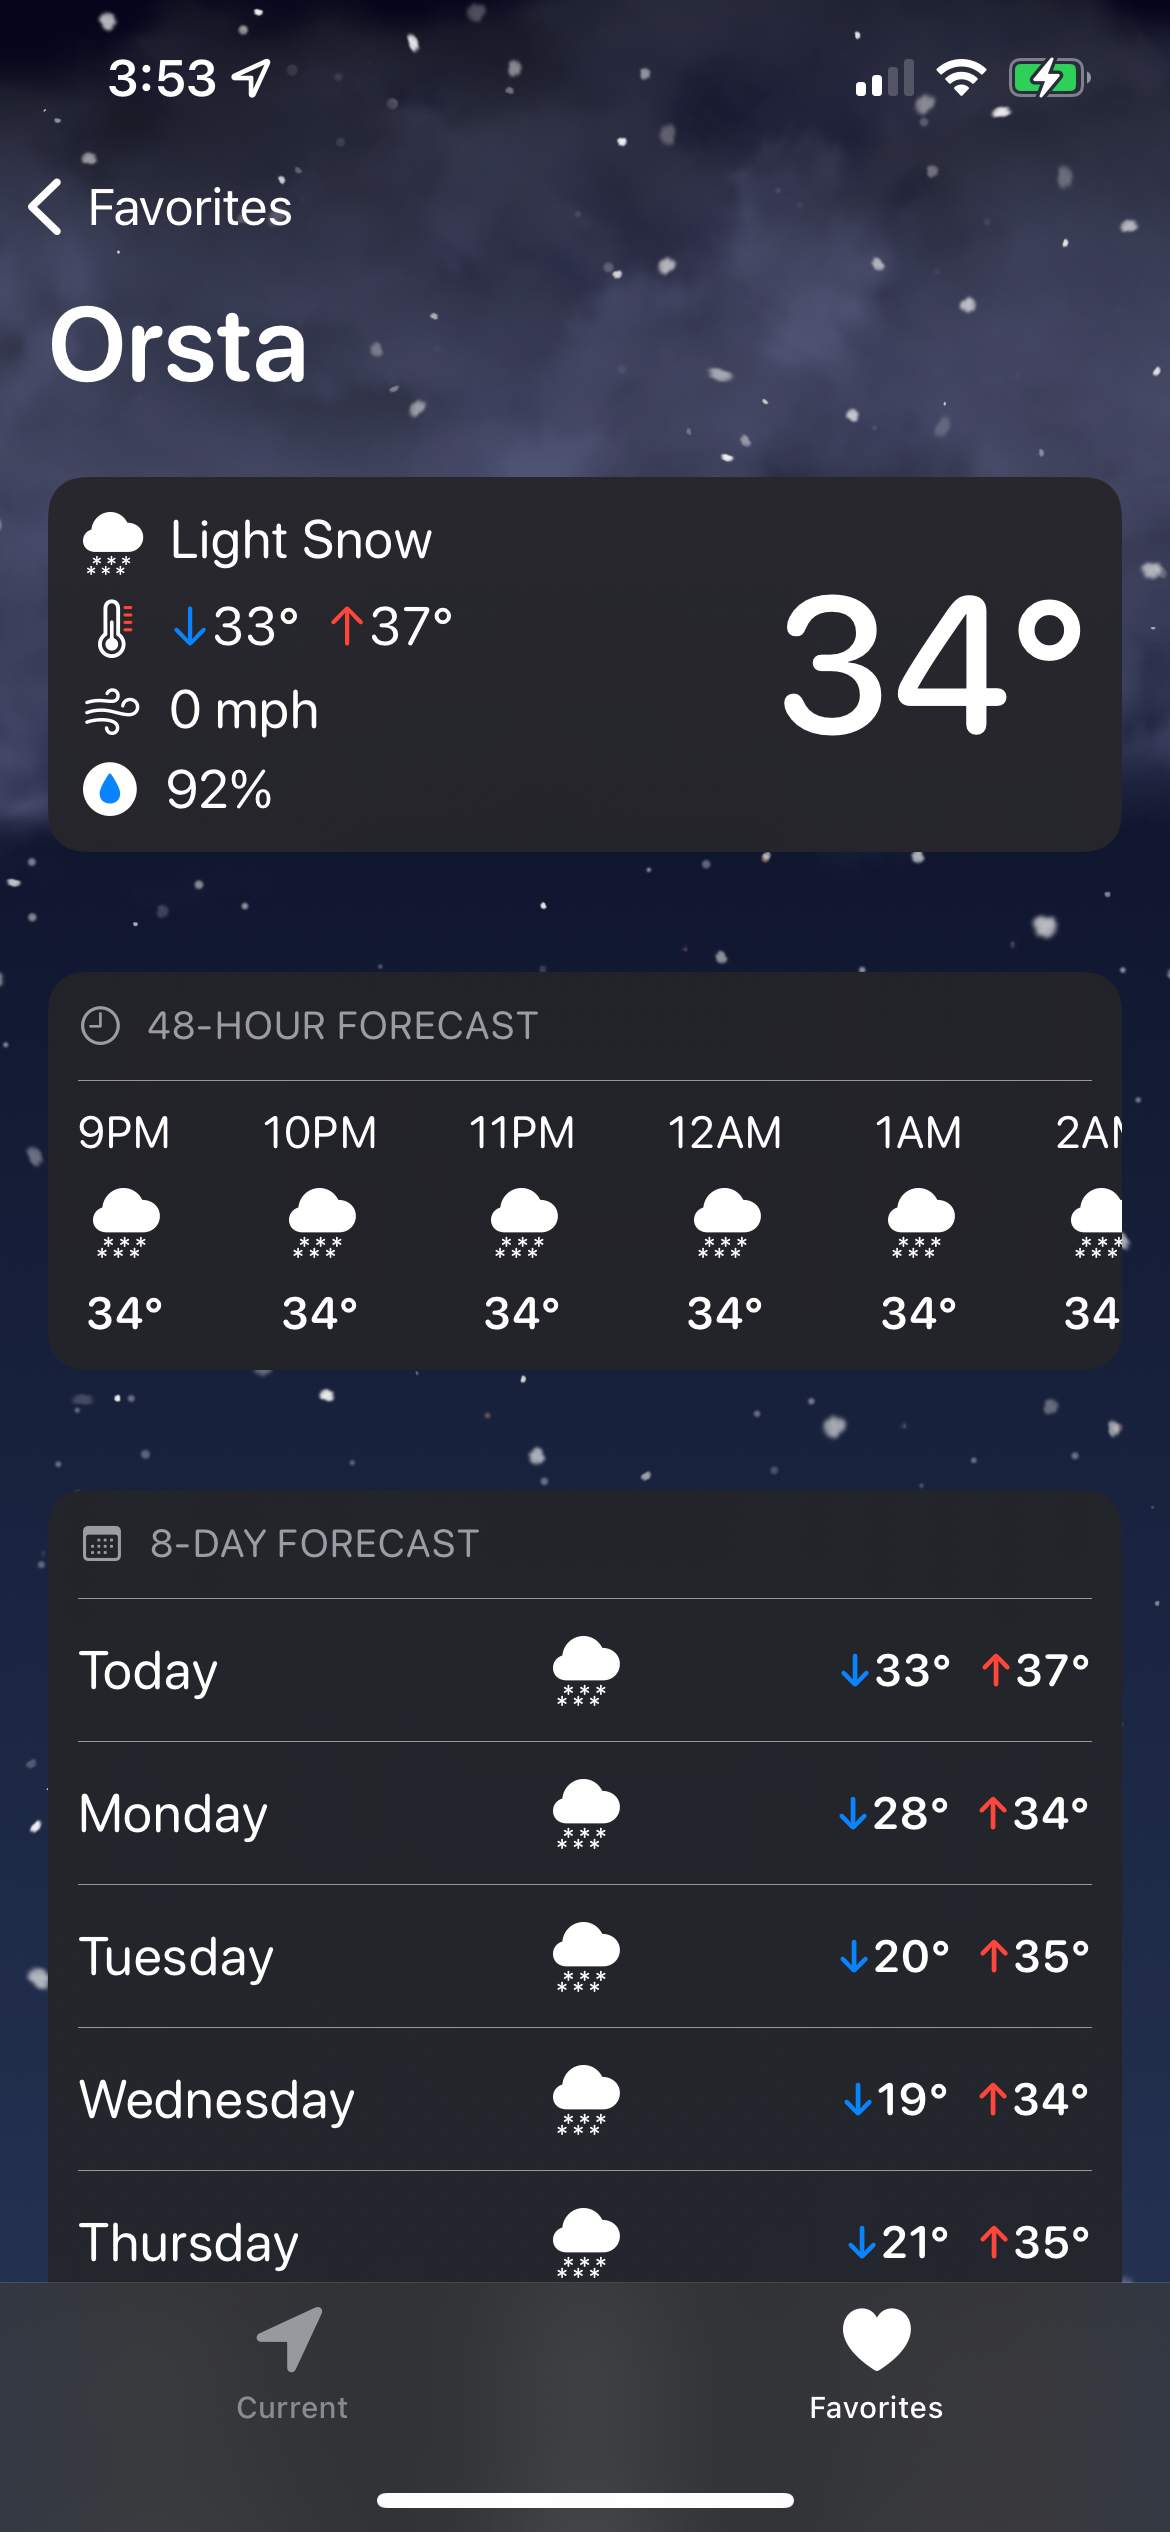 3:53
Favorites
Orsta
Light Snow
↓33° ↑37°
0 mph
92%
34°
48-HOUR FORECAST
9PM 10PM 11PM 12AM 1AM
34° 34° 34° 34° 34° 34
8-DAY FORECAST
Today ↓33° ↑37°
Monday ↓28° ↑34°
Tuesday ↓20° ↑35°
Wednesday ↓19° ↑34°
Thursday ↓21° ↑35°
Current Favorites